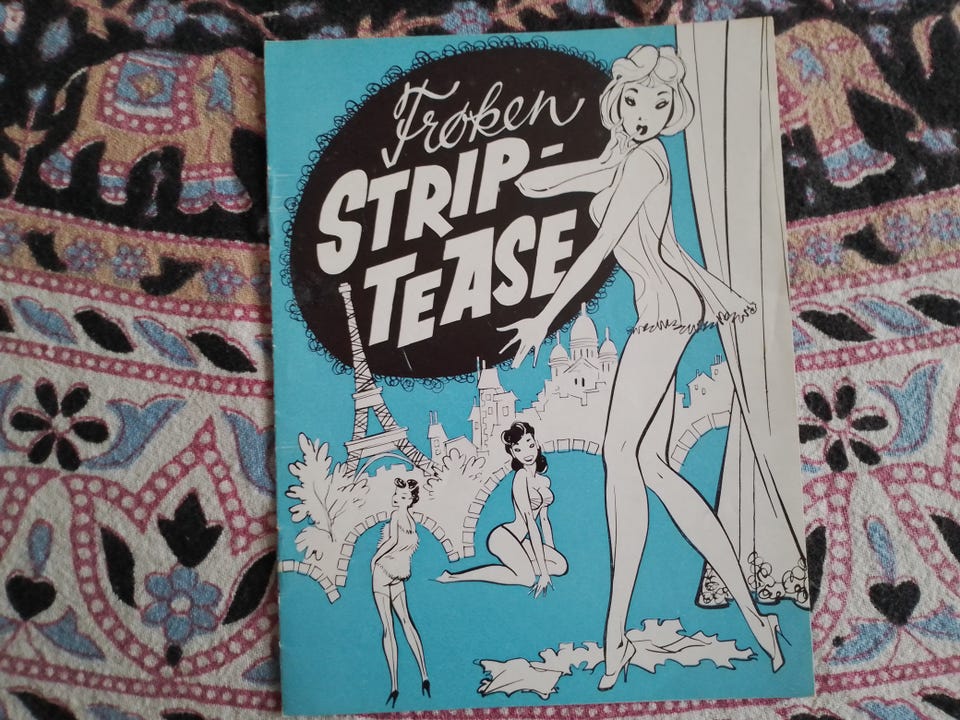 Frøken
STRIP-
TEASE